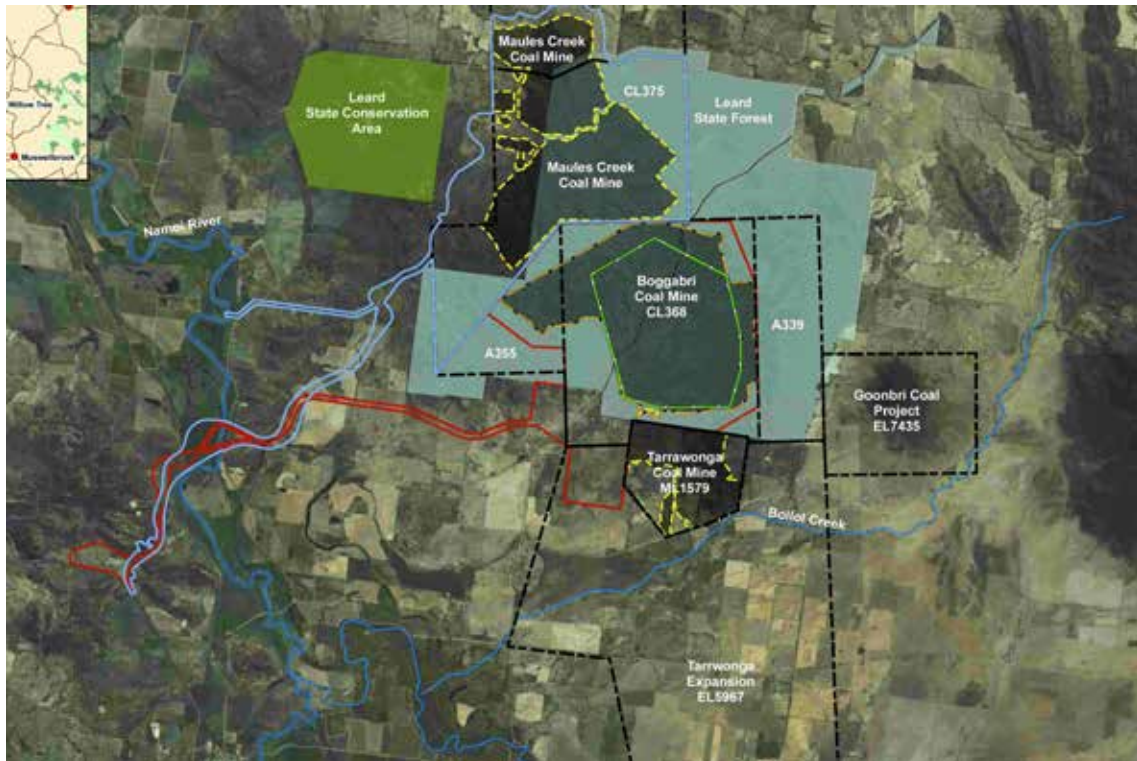 Willow Tree
Muswellbrook
Maules Creek
Coal Mine
CL375
Leard
State Conservation
Area
Leard
State Forest
Maules Creek
Coal Mine
Namoi River
Boggabri
Coal Mine
CL368
A339
A355
Goonbri Coal
Project
EL7435
Tarrawonga
Coal Mine
ML1579
Bollol Creek
Tarrwonga
Expansion
EL5967